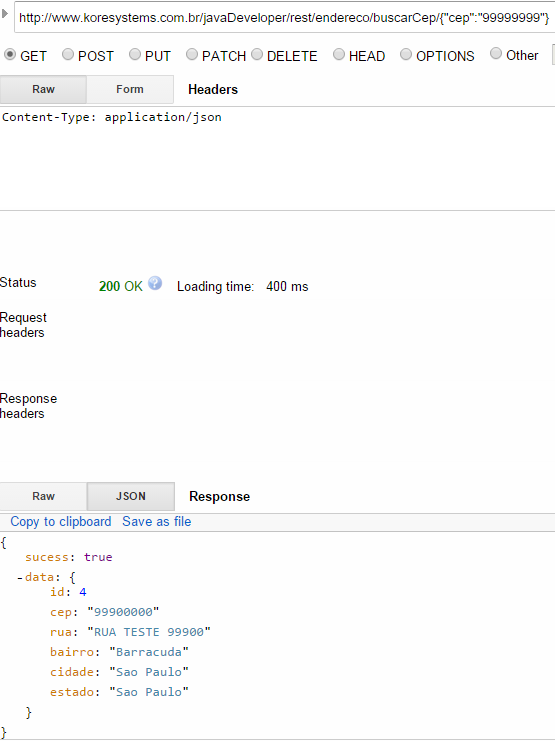 http://www.koresystems.com.br/javaDeveloper/rest/endereco/buscarCep/{"cep":"99999999"}
GET POST PUT PATCH DELETE HEAD OPTIONS Other
Raw Form Headers
Content-Type: application/json
Status 200 OK ? Loading time: 400 ms
Request
headers
Response
headers
Raw JSON Response
Copy to clipboard Save as file
{
sucess: true
-data: {
id: 4
cep: "99900000"
rua: "RUA TESTE 99900"
bairro: "Barracuda"
cidade: "Sao Paulo"
estado: "Sao Paulo"
}
}